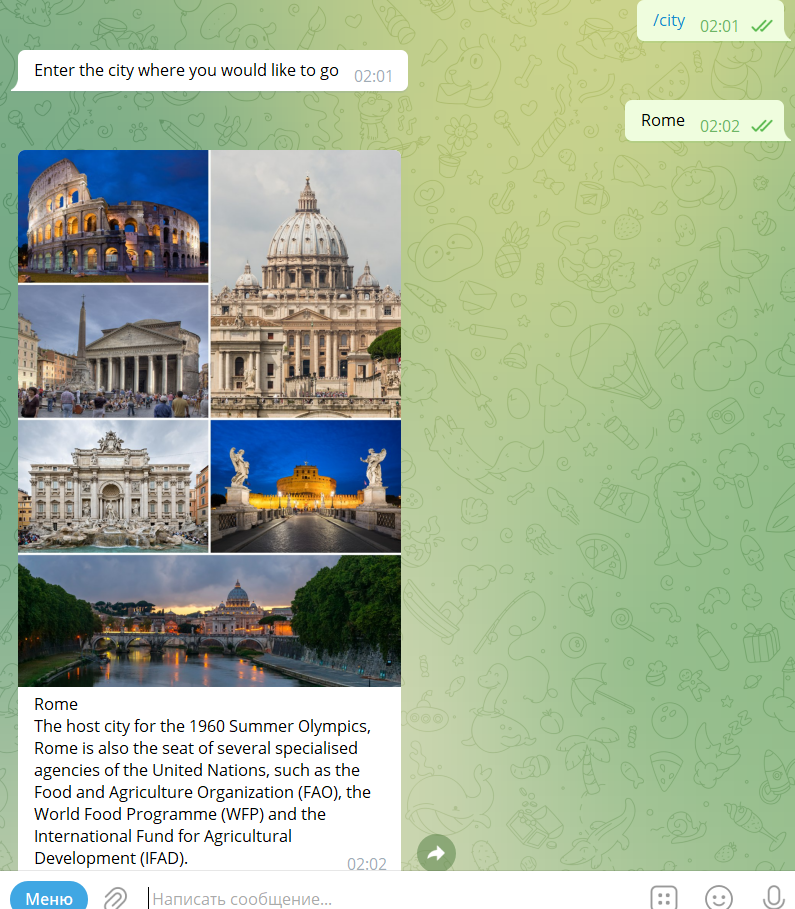 /city 02:01
Enter the city where you would like to go 02:01
Rome 02:02
Rome
The host city for the 1960 Summer Olympics,
Rome is also the seat of several specialised
agencies of the United Nations, such as the
Food and Agriculture Organization (FAO), the
World Food Programme (WFP) and the
International Fund for Agricultural
Development (IFAD). 02:02
Меню Написать сообщение...